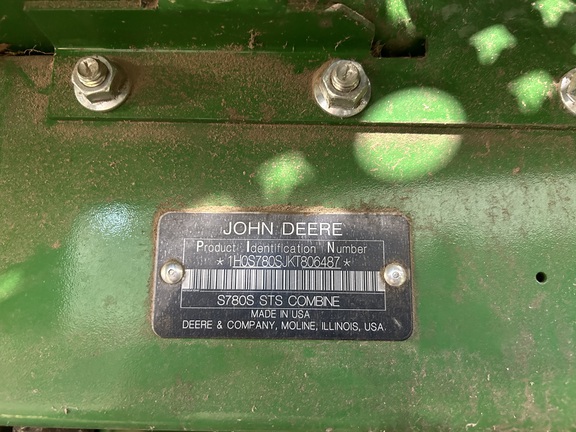 JOHN DEERE
Product Identification Number
*1H0S780SJKT806487*
S780S STS COMBINE
MADE IN USA
DEERE & COMPANY, MOLINE, ILLINOIS, USA